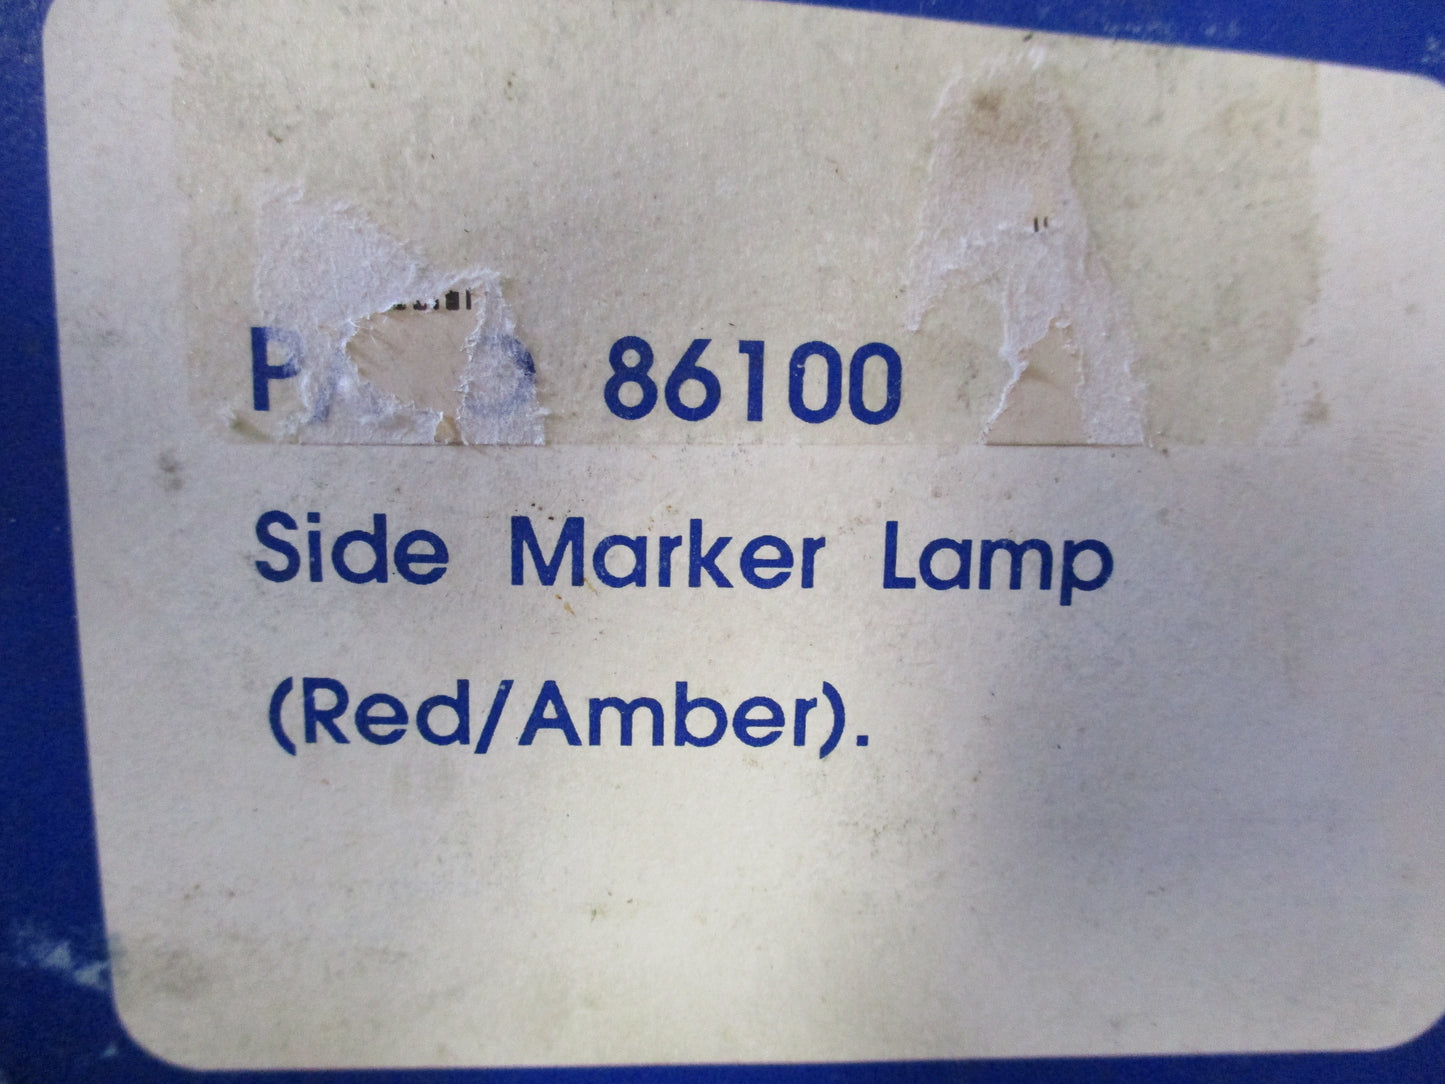 86100
Side Marker Lamp
(Red/Amber).